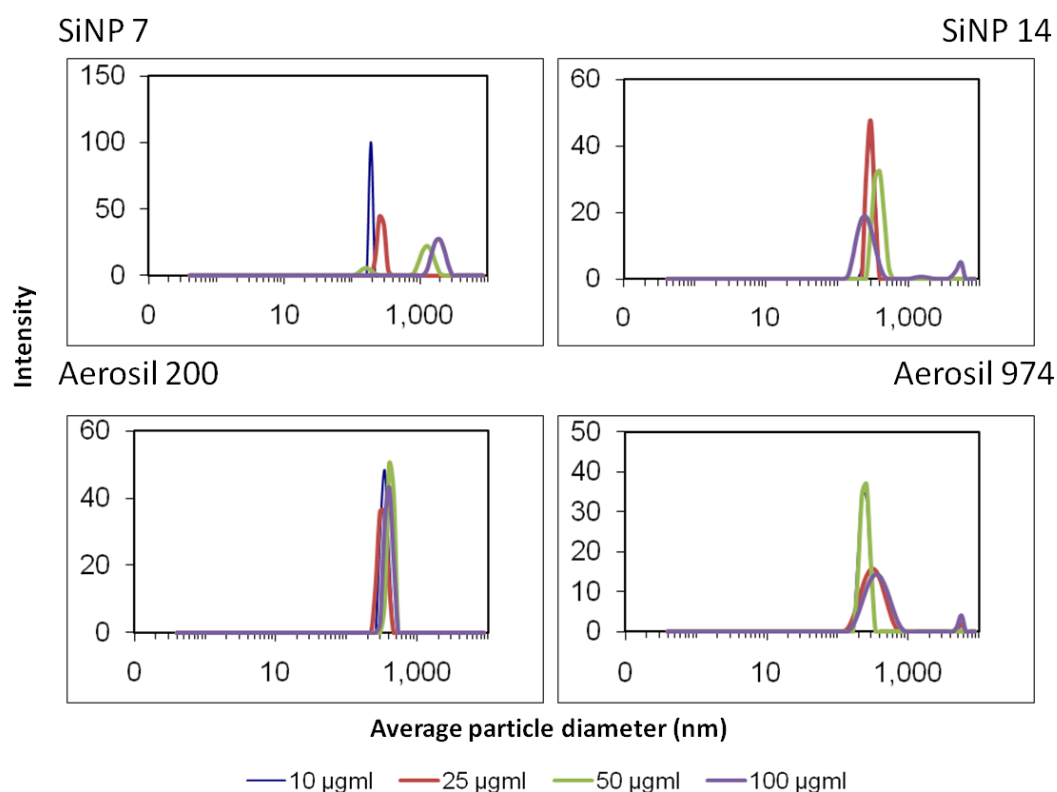 SiNP 7
SiNP 14
150
100
50
0
0 10 1,000
60
40
20
0
0 10 1,000
Intensity
Aerosil 200
Aerosil 974
60
40
20
0
0 10 1,000
50
40
30
20
10
0
0 10 1,000
Average particle diameter (nm)
10 µgml 25 µgml 50 µgml 100 µgml